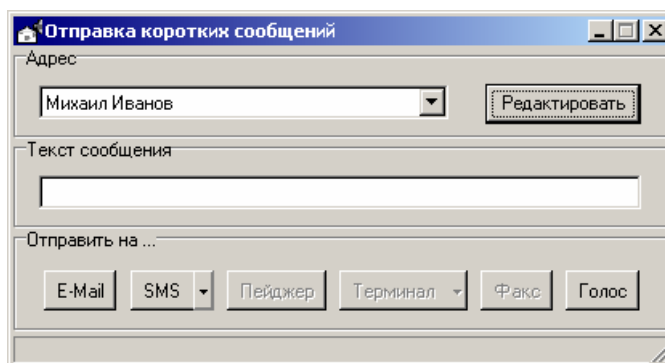 Отправка коротких сообщений
Адрес
Михаил Иванов
Редактировать
Текст сообщения
Отправить на ...
E-Mail SMS Пейджер Терминал Факс Голос